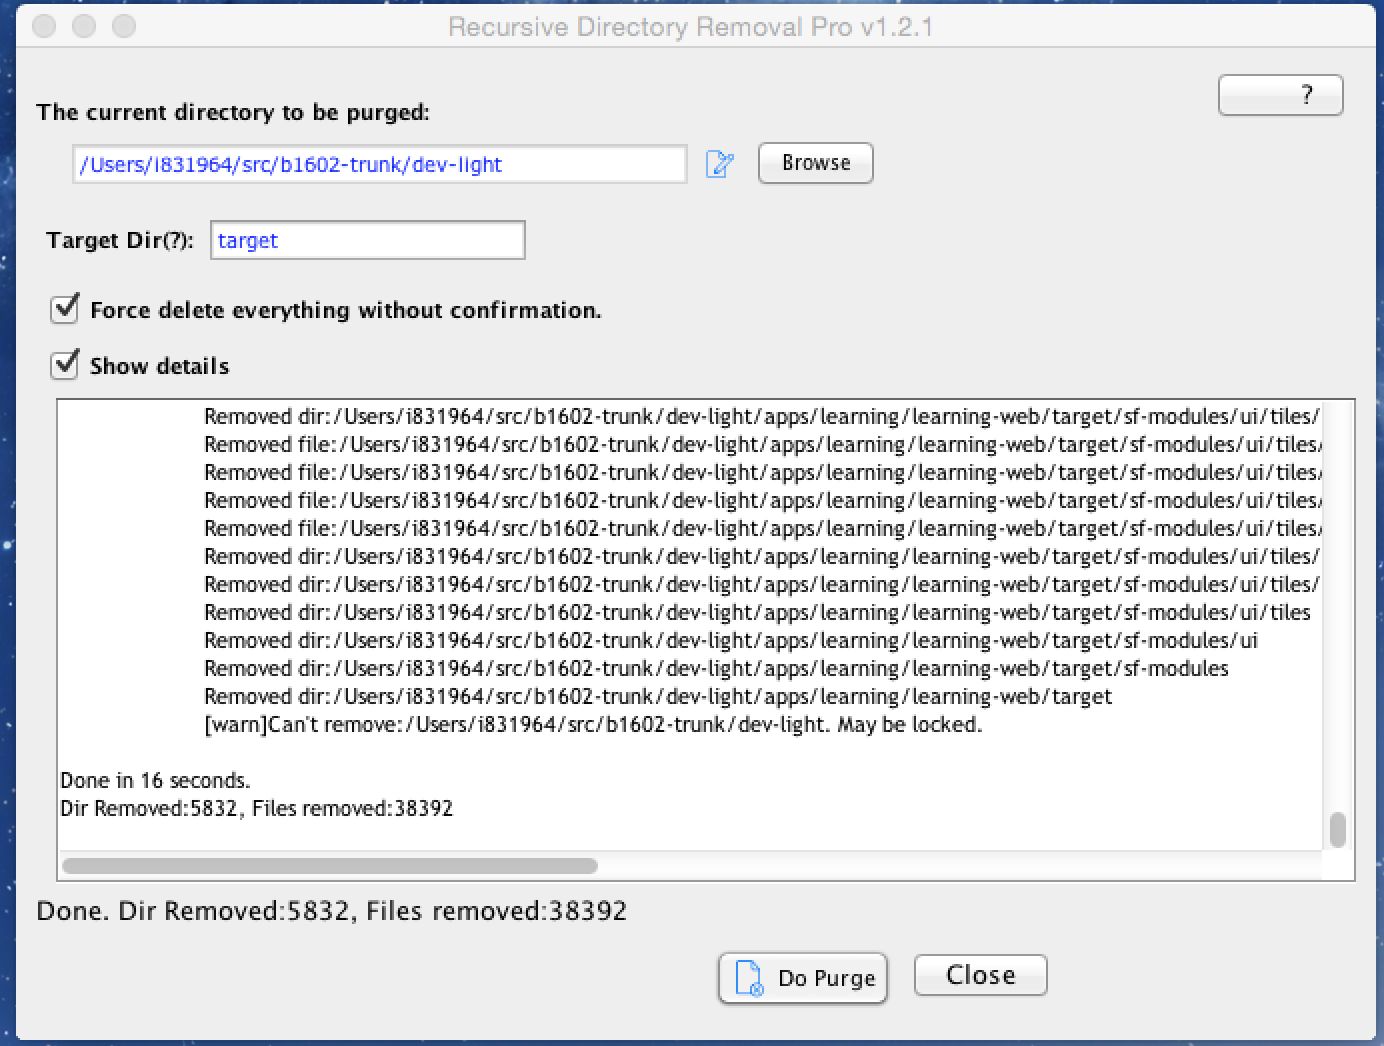 Recursive Directory Removal Pro v1.2.1
?
The current directory to be purged:
/Users/i831964/src/b1602-trunk/dev-light
Browse
Target Dir(?):
target
Force delete everything without confirmation.
Show details
Removed dir:/Users/i831964/src/b1602-trunk/dev-light/apps/learning/learning-web/target/sf-modules/ui/tiles/
Removed file:/Users/i831964/src/b1602-trunk/dev-light/apps/learning/learning-web/target/sf-modules/ui/tiles/
Removed file:/Users/i831964/src/b1602-trunk/dev-light/apps/learning/learning-web/target/sf-modules/ui/tiles/
Removed file:/Users/i831964/src/b1602-trunk/dev-light/apps/learning/learning-web/target/sf-modules/ui/tiles/
Removed file:/Users/i831964/src/b1602-trunk/dev-light/apps/learning/learning-web/target/sf-modules/ui/tiles/
Removed dir:/Users/i831964/src/b1602-trunk/dev-light/apps/learning/learning-web/target/sf-modules/ui/tiles/
Removed dir:/Users/i831964/src/b1602-trunk/dev-light/apps/learning/learning-web/target/sf-modules/ui/tiles/
Removed dir:/Users/i831964/src/b1602-trunk/dev-light/apps/learning/learning-web/target/sf-modules/ui/tiles
Removed dir:/Users/i831964/src/b1602-trunk/dev-light/apps/learning/learning-web/target/sf-modules/ui
Removed dir:/Users/i831964/src/b1602-trunk/dev-light/apps/learning/learning-web/target/sf-modules
Removed dir:/Users/i831964/src/b1602-trunk/dev-light/apps/learning/learning-web/target
[warn]Can't remove:/Users/i831964/src/b1602-trunk/dev-light. May be locked.
Done in 16 seconds.
Dir Removed:5832, Files removed:38392
Done. Dir Removed:5832, Files removed:38392
Do Purge
Close